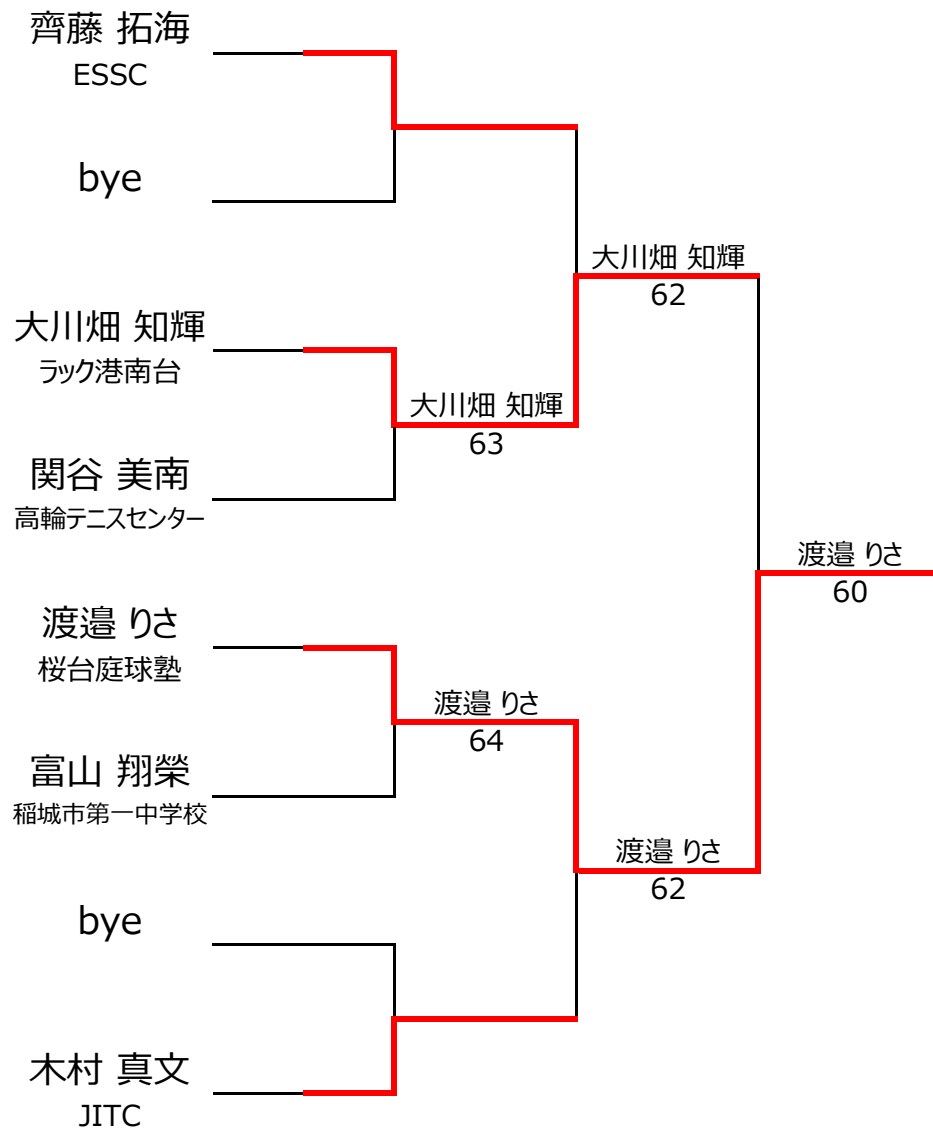 齊藤 拓海
ESSC
bye
大川畑 知輝
62
大川畑 知輝
ラック港南台
大川畑 知輝
63
関谷 美南
高輪テニスセンター
渡邉 りさ
60
渡邉 りさ
桜台庭球塾
渡邉 りさ
64
富山 翔榮
稲城市第一中学校
渡邉 りさ
62
bye
木村 真文
JITC